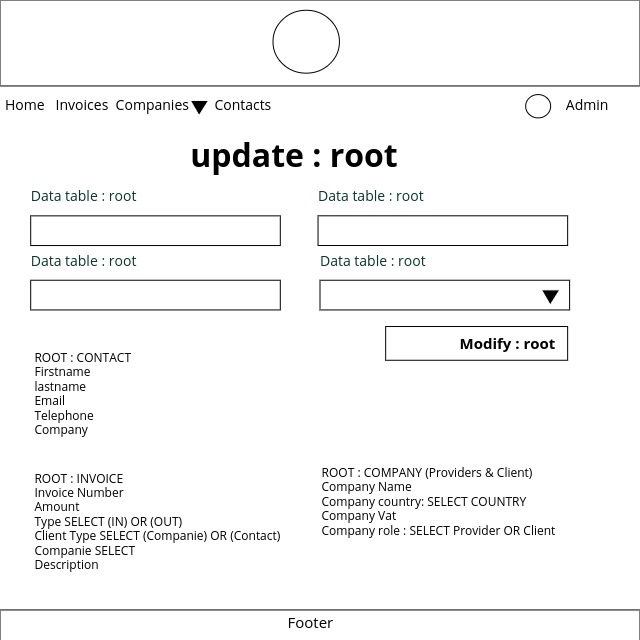 Home Invoices Companies Contacts Admin
update : root
Data table : root Data table : root
Data table : root Data table : root
Modify : root
ROOT : CONTACT
Firstname
lastname
Email
Telephone
Company
ROOT : INVOICE
Invoice Number
Amount
Type SELECT (IN) OR (OUT)
Client Type SELECT (Companie) OR (Contact)
Companie SELECT
Description
ROOT : COMPANY (Providers & Client)
Company Name
Company country: SELECT COUNTRY
Company Vat
Company role : SELECT Provider OR Client
Footer